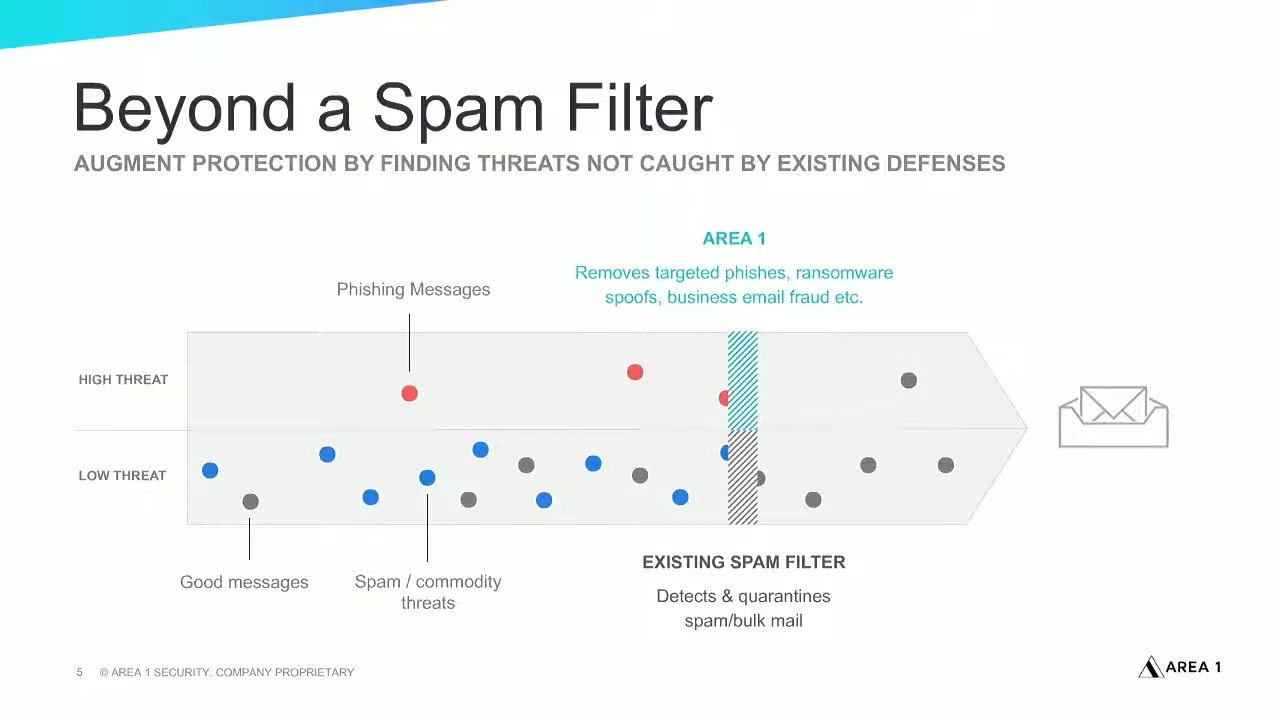 Beyond a Spam Filter
AUGMENT PROTECTION BY FINDING THREATS NOT CAUGHT BY EXISTING DEFENSES
AREA 1
Removes targeted phishes, ransomware
spoofs, business email fraud etc.
Phishing Messages
HIGH THREAT
LOW THREAT
Good messages
Spam / commodity
threats
EXISTING SPAM FILTER
Detects & quarantines
spam/bulk mail
5 © AREA 1 SECURITY. COMPANY PROPRIETARY
AREA 1